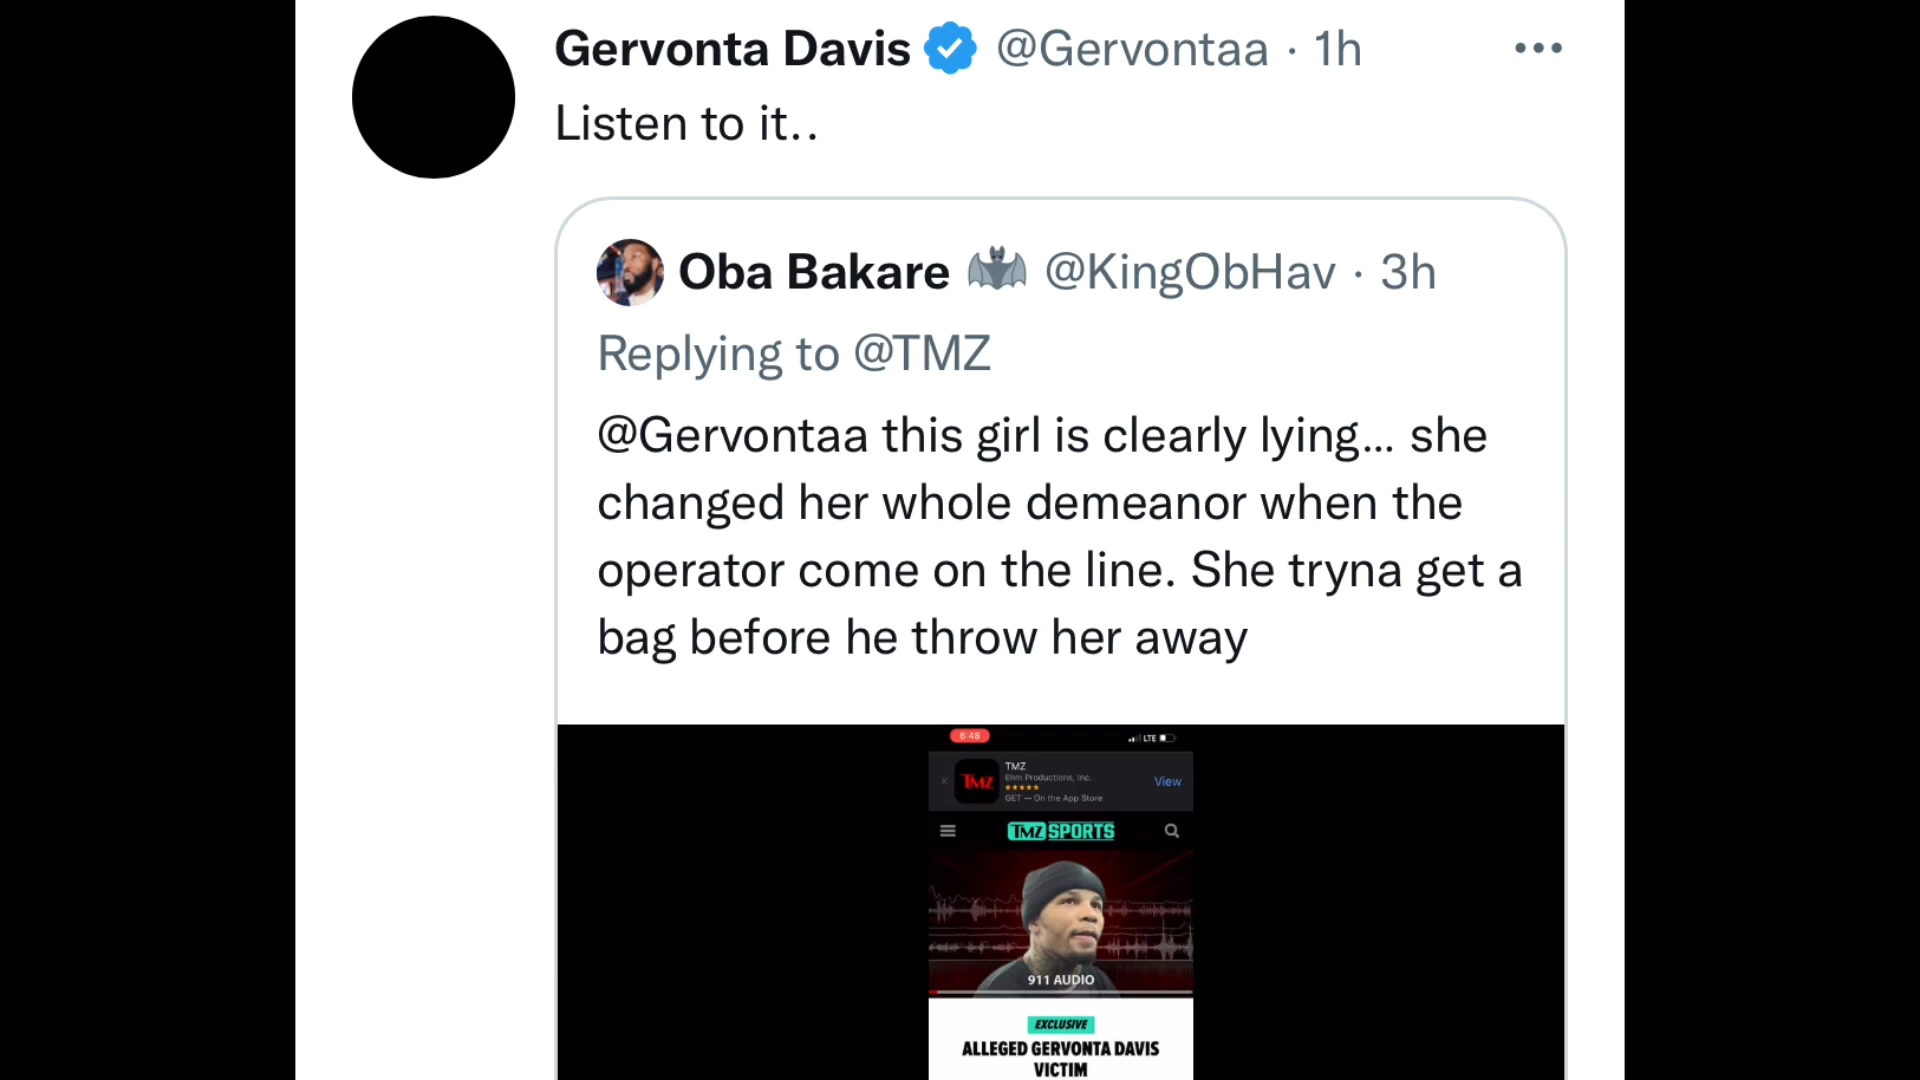 Gervonta Davis @Gervontaa · 1h
Listen to it..
Oba Bakare 🦇 @KingObHav · 3h
Replying to @TMZ
@Gervontaa this girl is clearly lying... she
changed her whole demeanor when the
operator come on the line. She tryna get a
bag before he throw her away
6:48 LTE
TMZ
Ehm Productions, Inc.
★★★★★
GET — On the App Store
View
TMZ
TMZ SPORTS
911 AUDIO
EXCLUSIVE
ALLEGED GERVONTA DAVIS
VICTIM